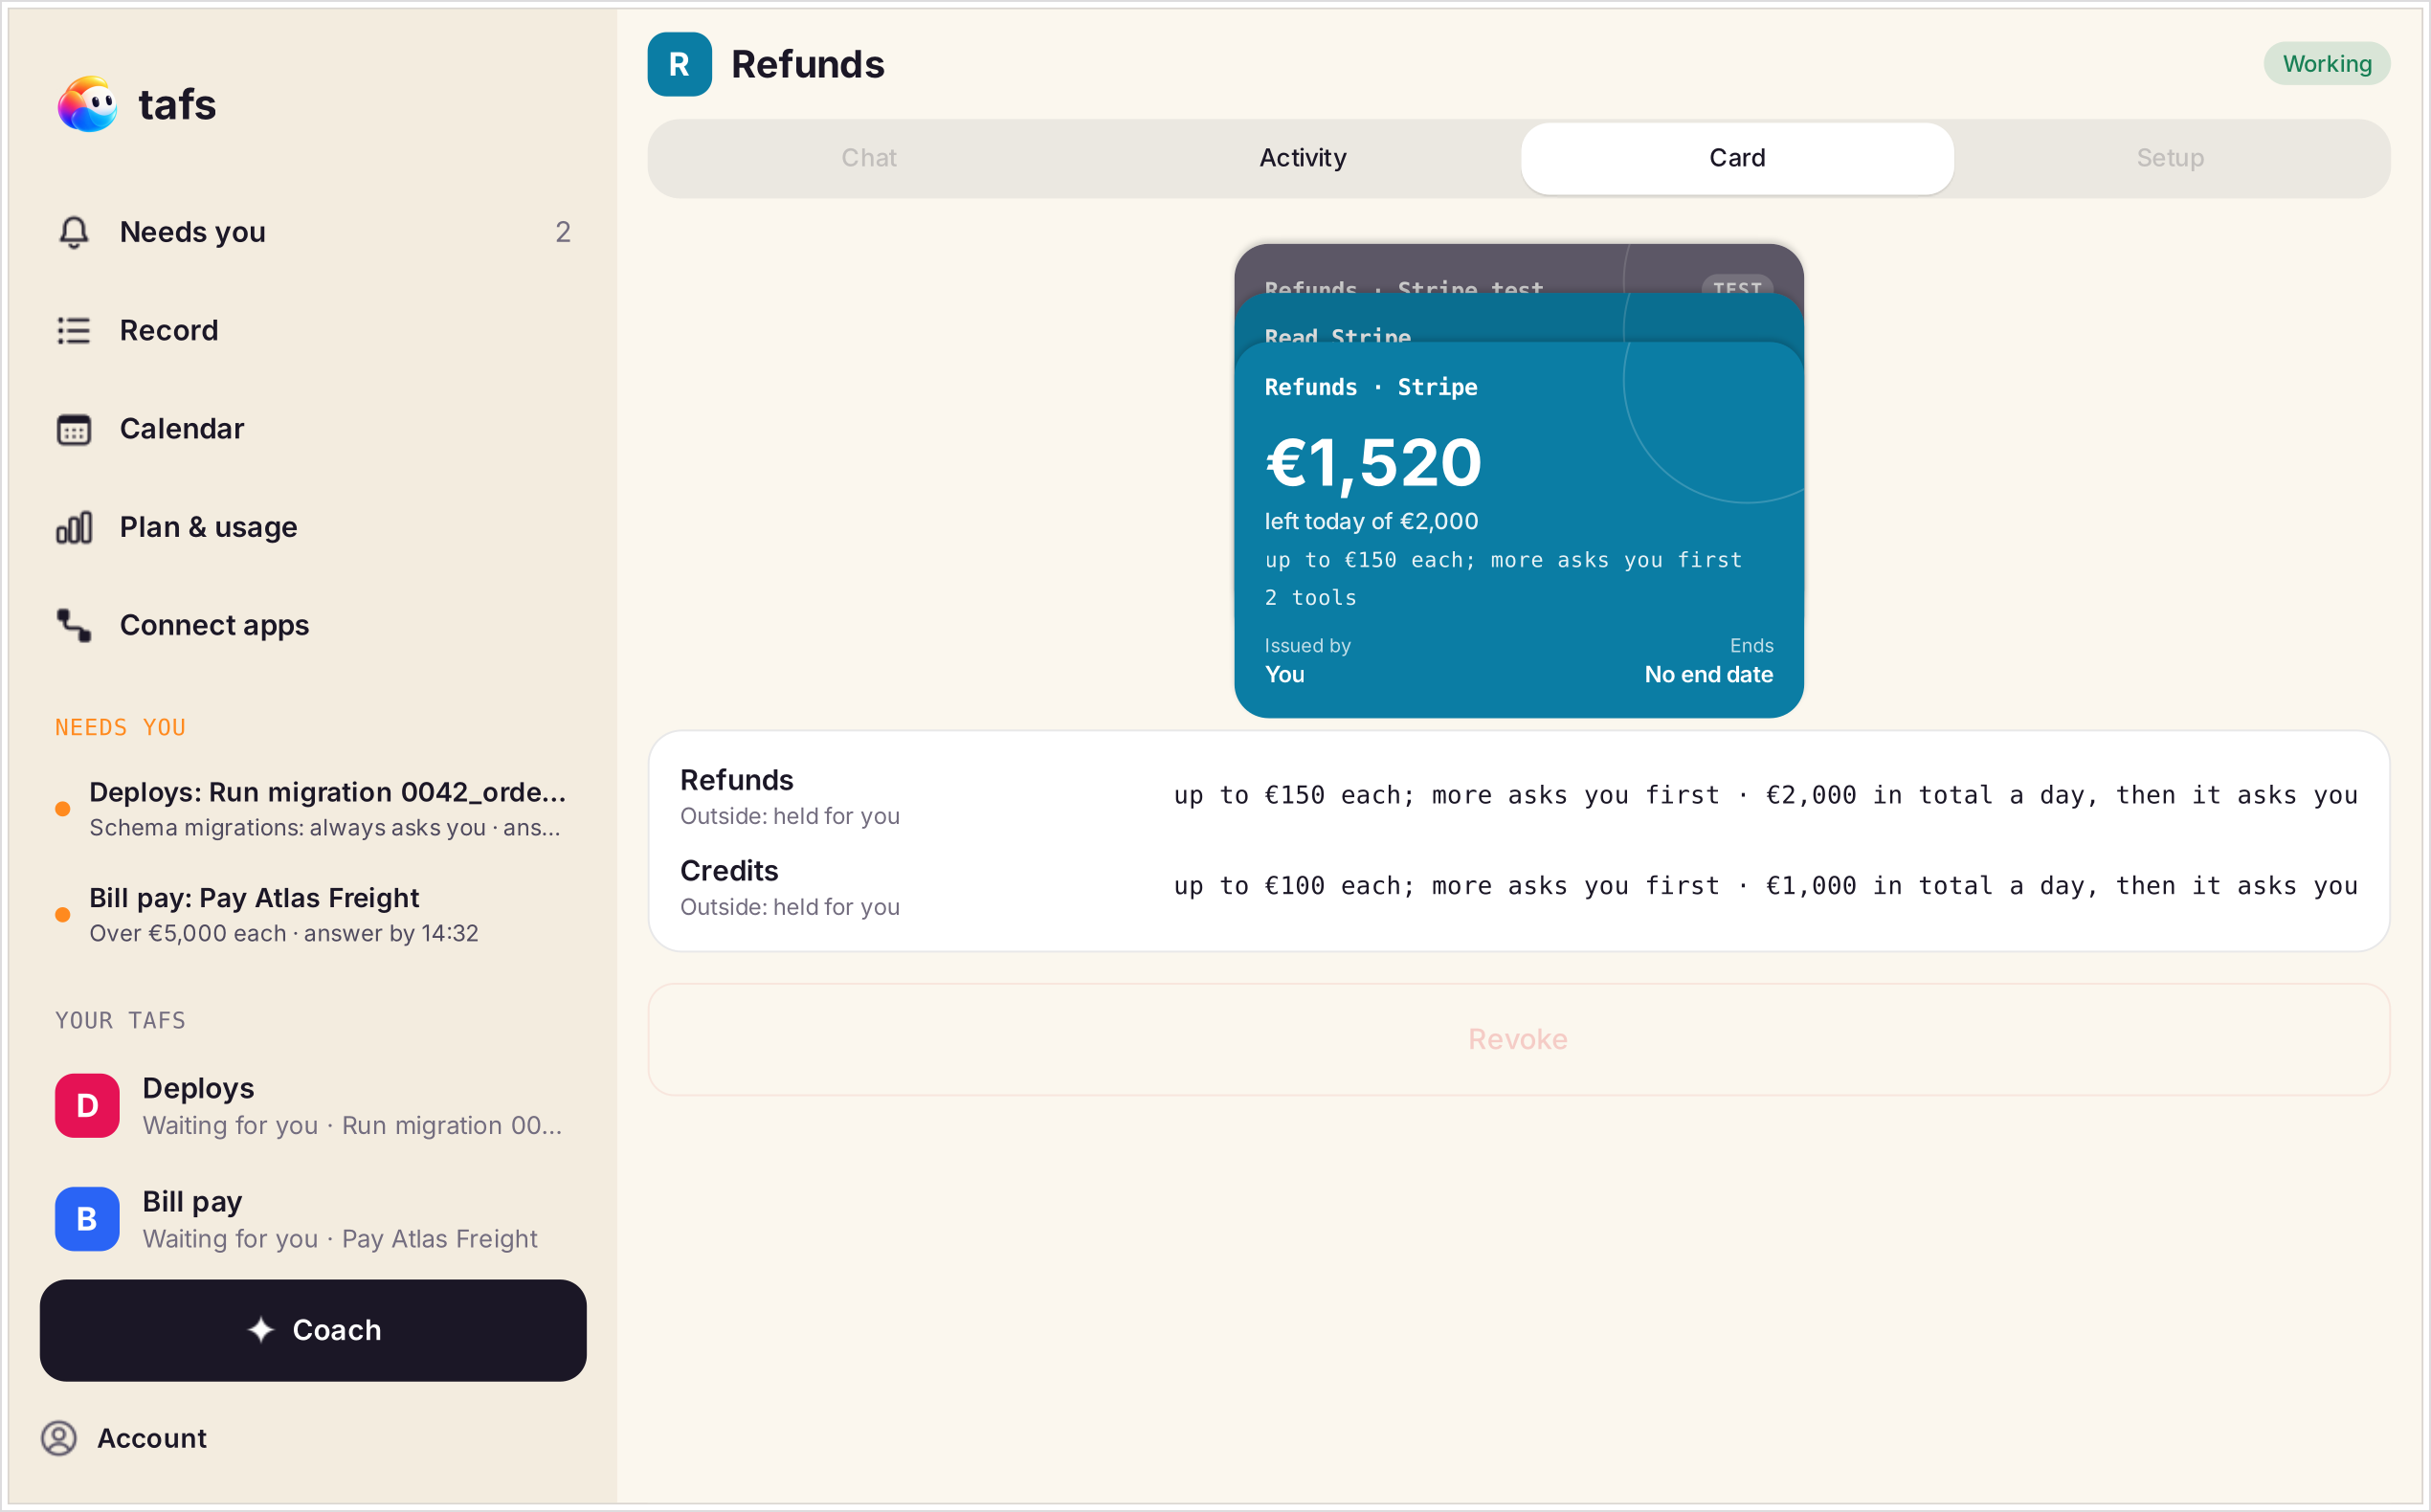 tafs
Needs you 2
Record
Calendar
Plan & usage
Connect apps
NEEDS YOU
Deploys: Run migration 0042_orde...
Schema migrations: always asks you · ans...
Bill pay: Pay Atlas Freight
Over €5,000 each · answer by 14:32
YOUR TAFS
D Deploys
Waiting for you · Run migration 00...
B Bill pay
Waiting for you · Pay Atlas Freight
Coach
Account
R Refunds
Working
Chat Activity Card Setup
Refunds · Stripe test TEST
Read Stripe
Refunds · Stripe
€1,520
left today of €2,000
up to €150 each; more asks you first
2 tools
Issued by Ends
You No end date
Refunds
Outside: held for you
up to €150 each; more asks you first · €2,000 in total a day, then it asks you
Credits
Outside: held for you
up to €100 each; more asks you first · €1,000 in total a day, then it asks you
Revoke